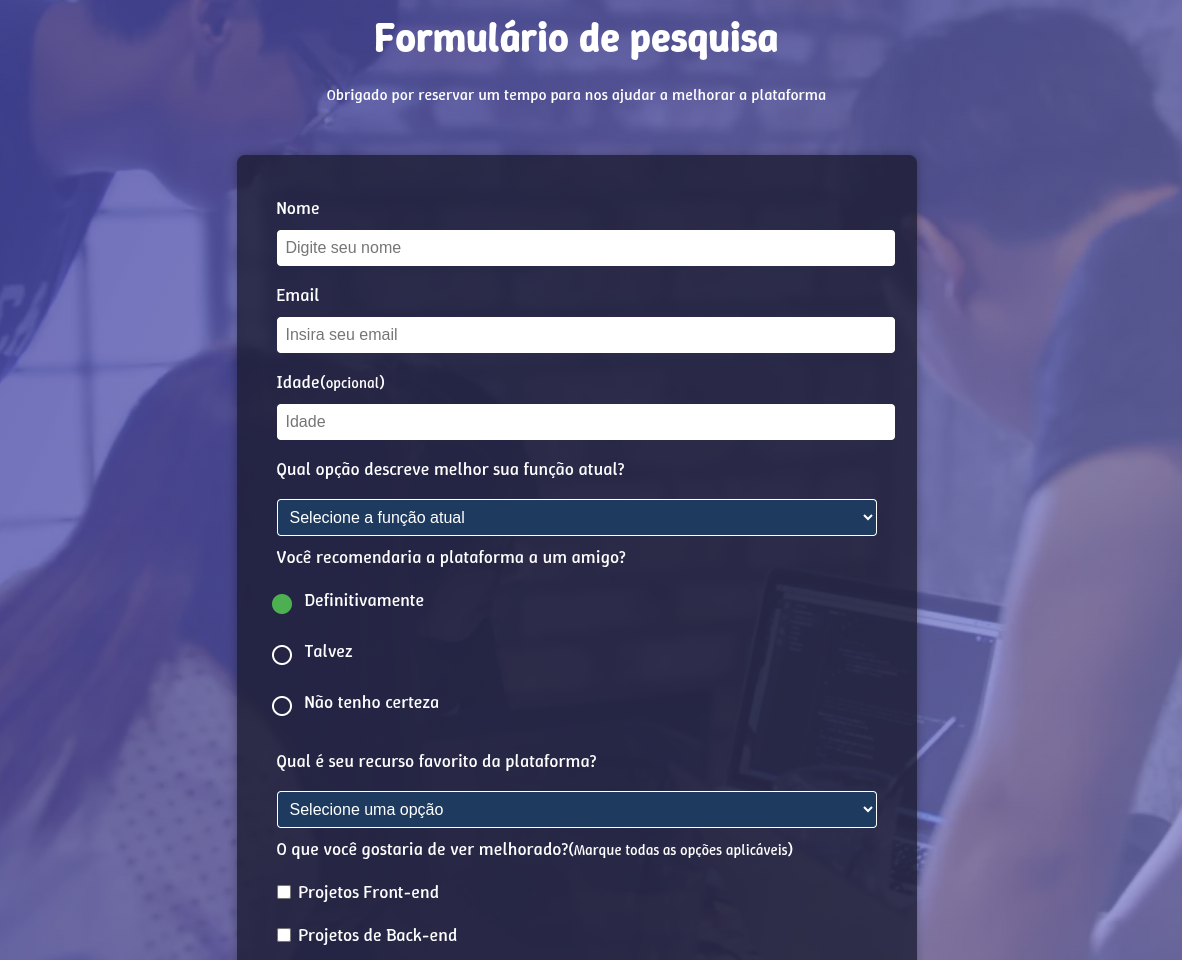 Formulário de pesquisa
Obrigado por reservar um tempo para nos ajudar a melhorar a plataforma
Nome
Digite seu nome
Email
Insira seu email
Idade(opcional)
Idade
Qual opção descreve melhor sua função atual?
Selecione a função atual
Você recomendaria a plataforma a um amigo?
Definitivamente
Talvez
Não tenho certeza
Qual é seu recurso favorito da plataforma?
Selecione uma opção
O que você gostaria de ver melhorado?(Marque todas as opções aplicáveis)
Projetos Front-end
Projetos de Back-end